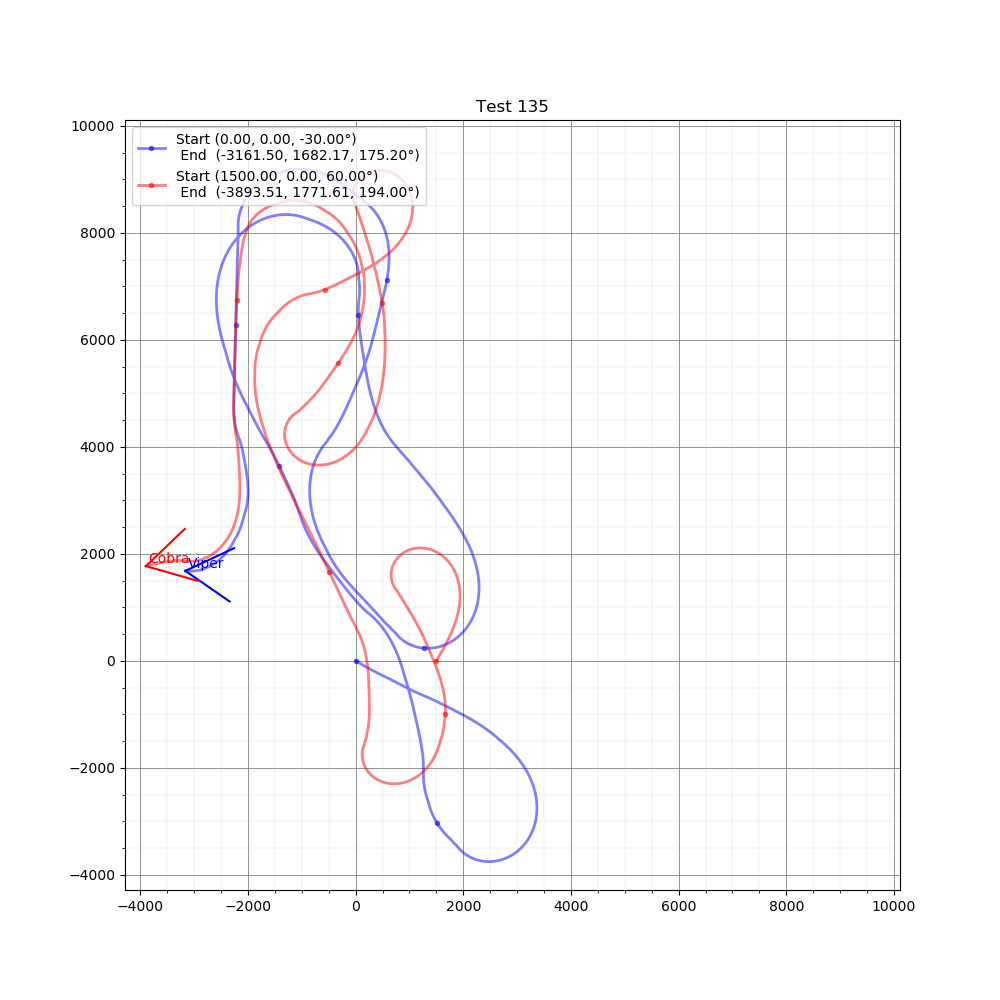 Test 135
10000
8000
6000
4000
2000
0
−2000
−4000
Start (0.00, 0.00, -30.00°)
End (-3161.50, 1682.17, 175.20°)
Start (1500.00, 0.00, 60.00°)
End (-3893.51, 1771.61, 194.00°)
Cobra
Viper
−4000 −2000 0 2000 4000 6000 8000 10000